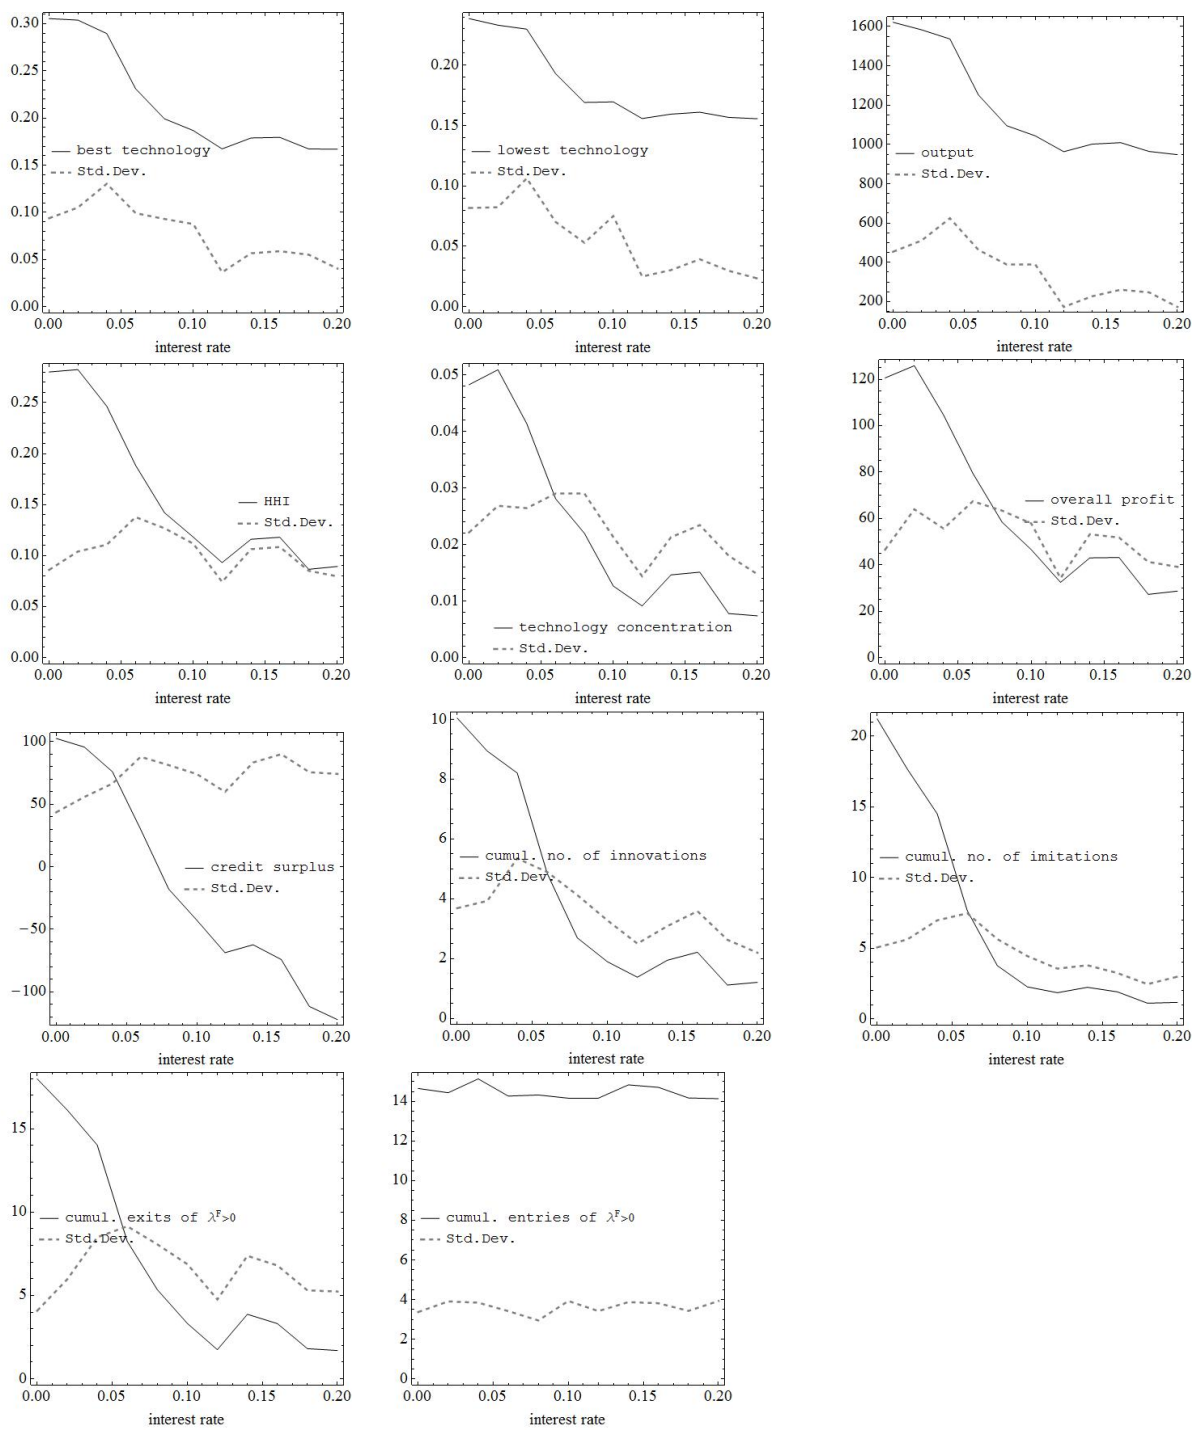 0.30
0.25
0.20
0.15
0.10
0.05
0.00
best technology
Std.Dev.
0.00 0.05 0.10 0.15 0.20
interest rate
0.20
0.15
0.10
0.05
0.00
lowest technology
Std.Dev.
0.00 0.05 0.10 0.15 0.20
interest rate
1600
1400
1200
1000
800
600
400
200
output
Std.Dev.
0.00 0.05 0.10 0.15 0.20
interest rate
0.25
0.20
0.15
0.10
0.05
0.00
HHI
Std.Dev.
0.00 0.05 0.10 0.15 0.20
interest rate
0.05
0.04
0.03
0.02
0.01
0.00
technology concentration
Std.Dev.
0.00 0.05 0.10 0.15 0.20
interest rate
120
100
80
60
40
20
0
overall profit
Std.Dev.
0.00 0.05 0.10 0.15 0.20
interest rate
100
50
0
−50
−100
credit surplus
Std.Dev.
0.00 0.05 0.10 0.15 0.20
interest rate
10
8
6
4
2
0
cumul. no. of innovations
Std.Dev.
0.00 0.05 0.10 0.15 0.20
interest rate
20
15
10
5
0
cumul. no. of imitations
Std.Dev.
0.00 0.05 0.10 0.15 0.20
interest rate
15
10
5
0
cumul. exits of λᶠ>0
Std.Dev.
0.00 0.05 0.10 0.15 0.20
interest rate
14
12
10
8
6
4
2
0
cumul. entries of λᶠ>0
Std.Dev.
0.00 0.05 0.10 0.15 0.20
interest rate